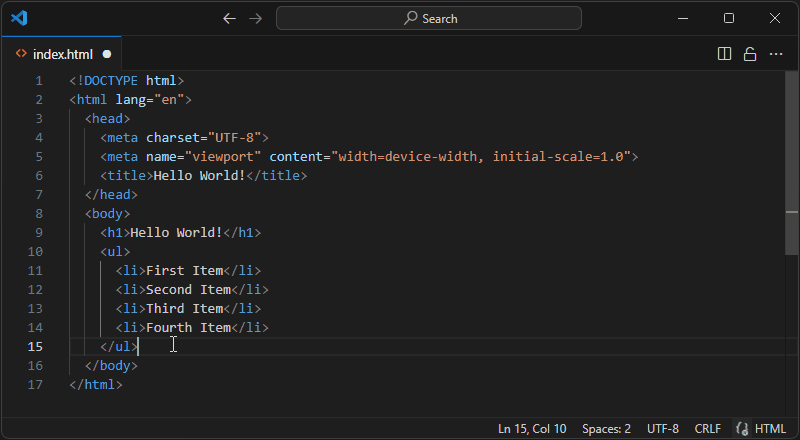 Search
index.html
1 <!DOCTYPE html>
2 <html lang="en">
3   <head>
4     <meta charset="UTF-8">
5     <meta name="viewport" content="width=device-width, initial-scale=1.0">
6     <title>Hello World!</title>
7   </head>
8   <body>
9     <h1>Hello World!</h1>
10     <ul>
11       <li>First Item</li>
12       <li>Second Item</li>
13       <li>Third Item</li>
14       <li>Fourth Item</li>
15     </ul>
16   </body>
17 </html>
Ln 15, Col 10 Spaces: 2 UTF-8 CRLF HTML